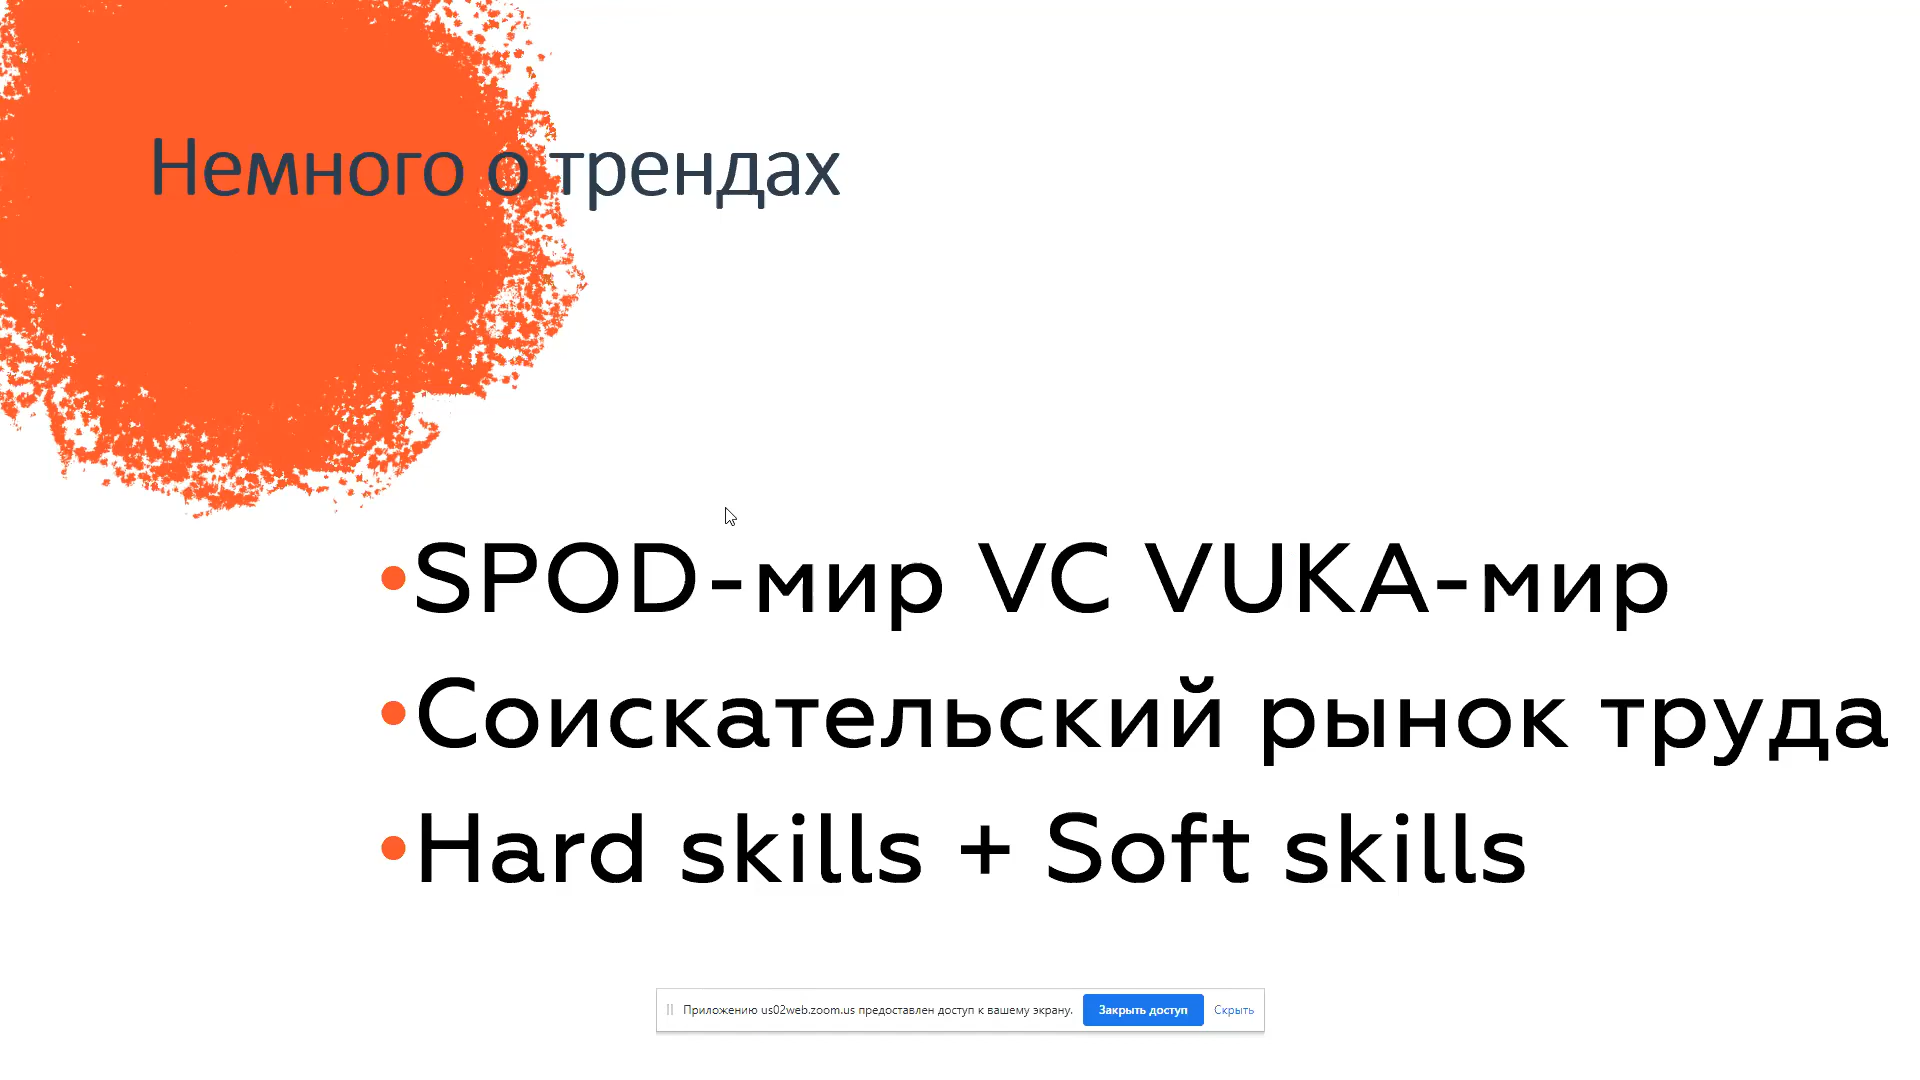 Немного о трендах
•SPOD-мир VC VUKA-мир
•Соискательский рынок труда
•Hard skills + Soft skills
Приложению us02web.zoom.us предоставлен доступ к вашему экрану. Закрыть доступ Скрыть